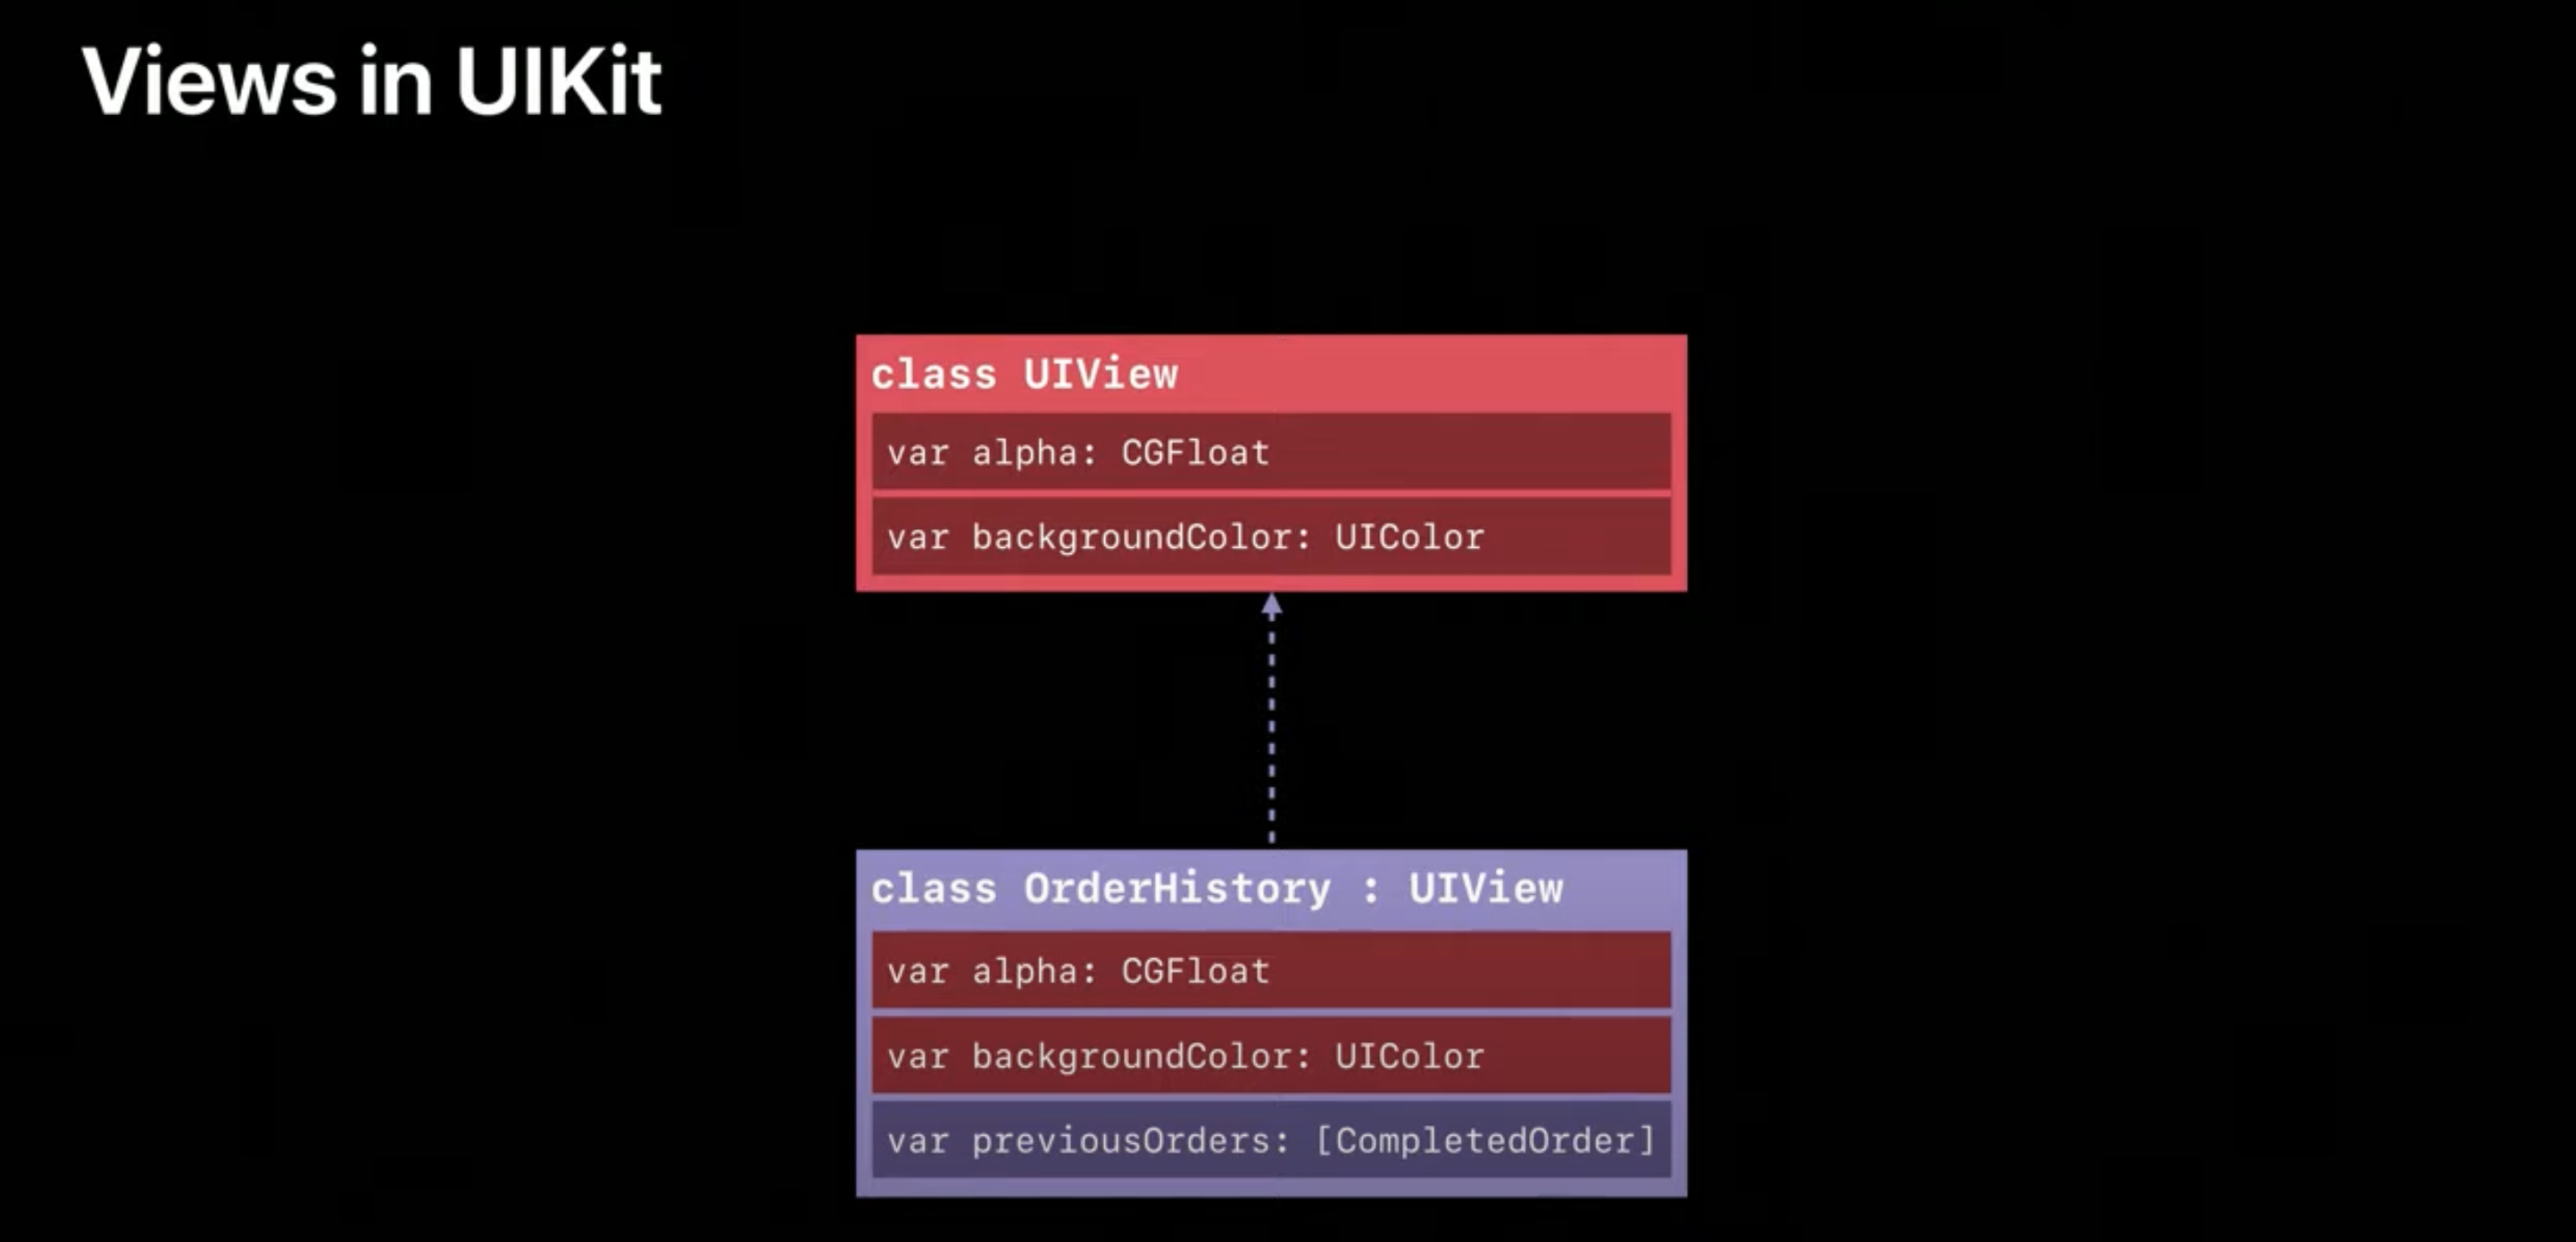 Views in UIKit
class UIView
var alpha: CGFloat
var backgroundColor: UIColor
class OrderHistory : UIView
var alpha: CGFloat
var backgroundColor: UIColor
var previousOrders: [CompletedOrder]